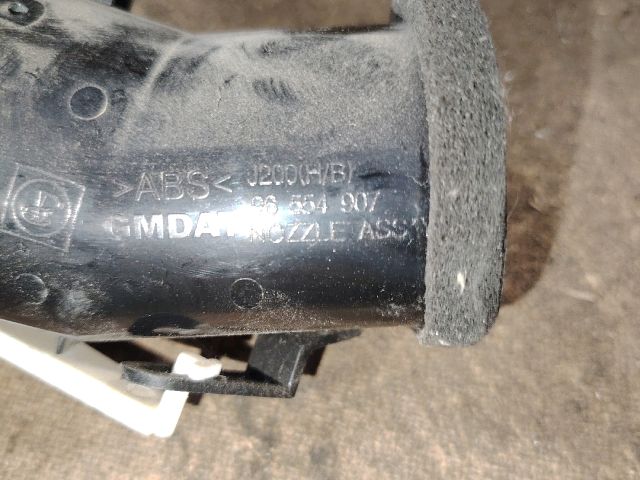 >ABS<
J200(H/B)
96 554 907
GMDAT
NOZZLE ASSY